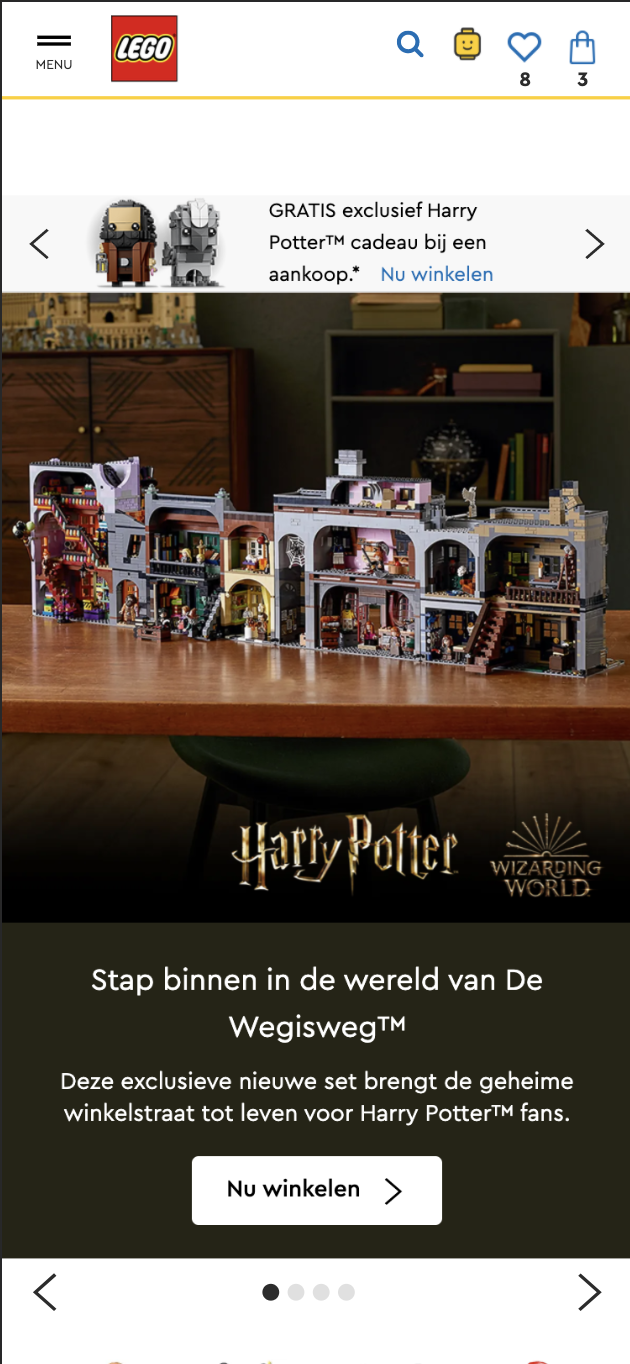 MENU
LEGO
8
3
GRATIS exclusief Harry
Potter™ cadeau bij een
aankoop.* Nu winkelen
Harry Potter
WIZARDING
WORLD
Stap binnen in de wereld van De
Wegisweg™
Deze exclusieve nieuwe set brengt de geheime
winkelstraat tot leven voor Harry Potter™ fans.
Nu winkelen